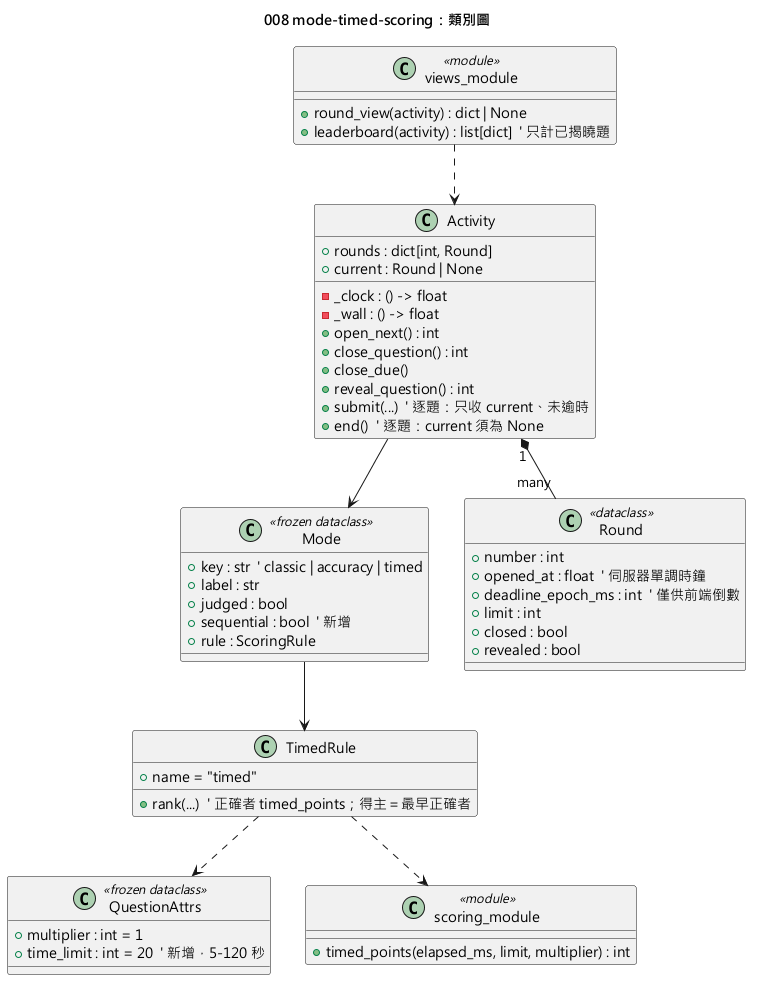 008 mode-timed-scoring：類別圖
C
«module»
views_module
round_view(activity) : dict | None
leaderboard(activity) : list[dict] ' 只計已揭曉題
C
Activity
rounds : dict[int, Round]
current : Round | None
_clock : () -> float
_wall : () -> float
open_next() : int
close_question() : int
close_due()
reveal_question() : int
submit(...) ' 逐題：只收 current、未逾時
end() ' 逐題：current 須為 None
1
many
C
«frozen dataclass»
Mode
key : str ' classic | accuracy | timed
label : str
judged : bool
sequential : bool ' 新增
rule : ScoringRule
C
«dataclass»
Round
number : int
opened_at : float ' 伺服器單調時鐘
deadline_epoch_ms : int ' 僅供前端倒數
limit : int
closed : bool
revealed : bool
C
TimedRule
name = "timed"
rank(...) ' 正確者 timed_points；得主＝最早正確者
C
«frozen dataclass»
QuestionAttrs
multiplier : int = 1
time_limit : int = 20 ' 新增，5-120 秒
C
«module»
scoring_module
timed_points(elapsed_ms, limit, multiplier) : int